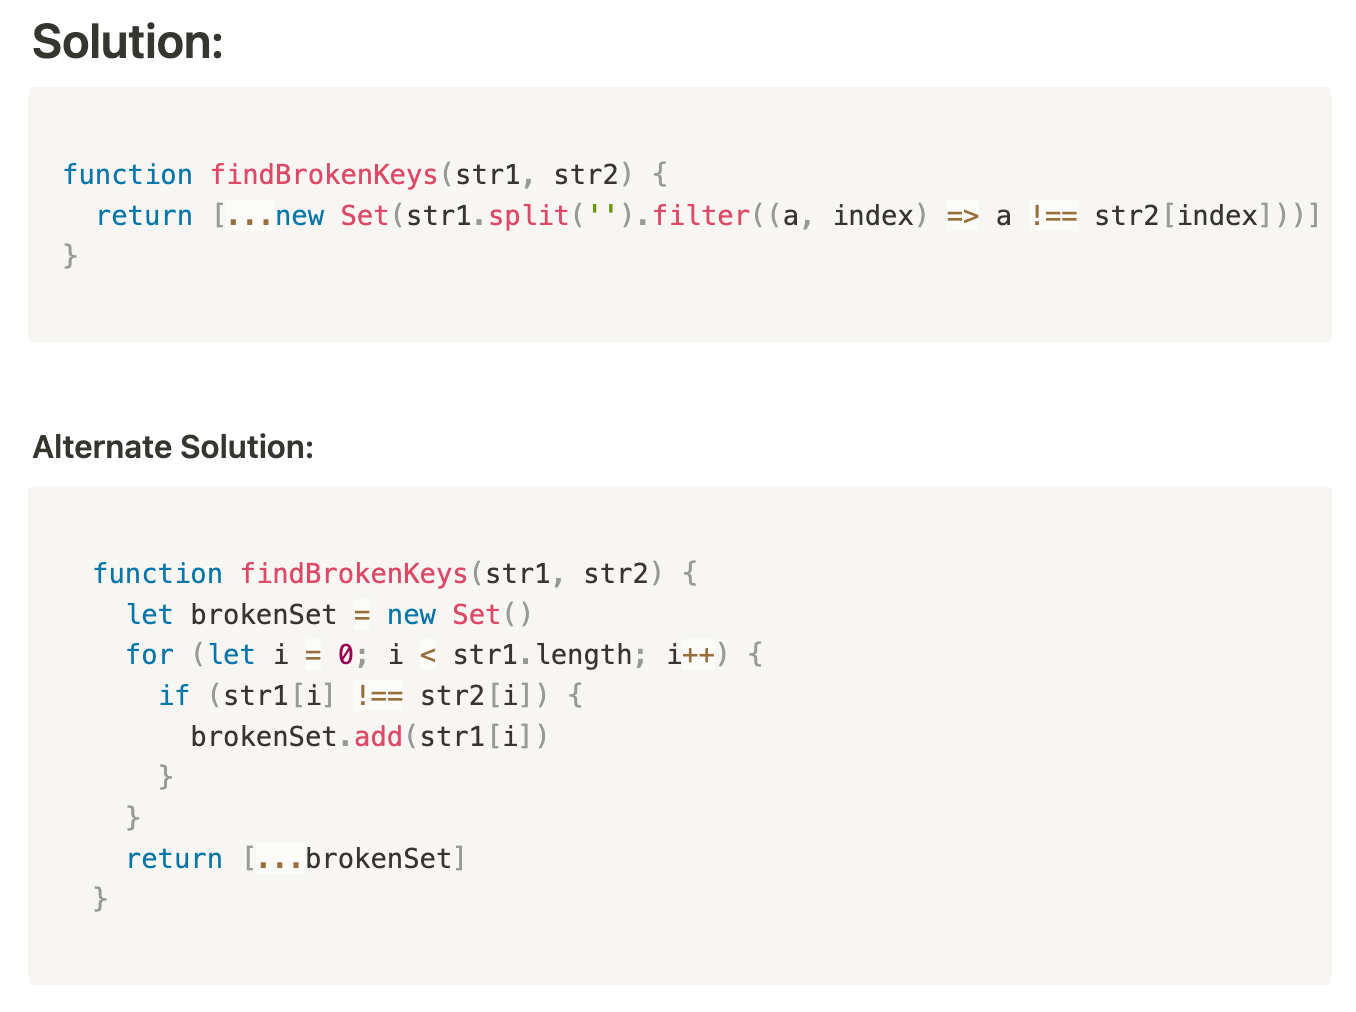 Solution:
function findBrokenKeys(str1, str2) {
  return [...new Set(str1.split('').filter((a, index) => a !== str2[index]))]
}
Alternate Solution:
function findBrokenKeys(str1, str2) {
  let brokenSet = new Set()
  for (let i = 0; i < str1.length; i++) {
    if (str1[i] !== str2[i]) {
      brokenSet.add(str1[i])
    }
  }
  return [...brokenSet]
}